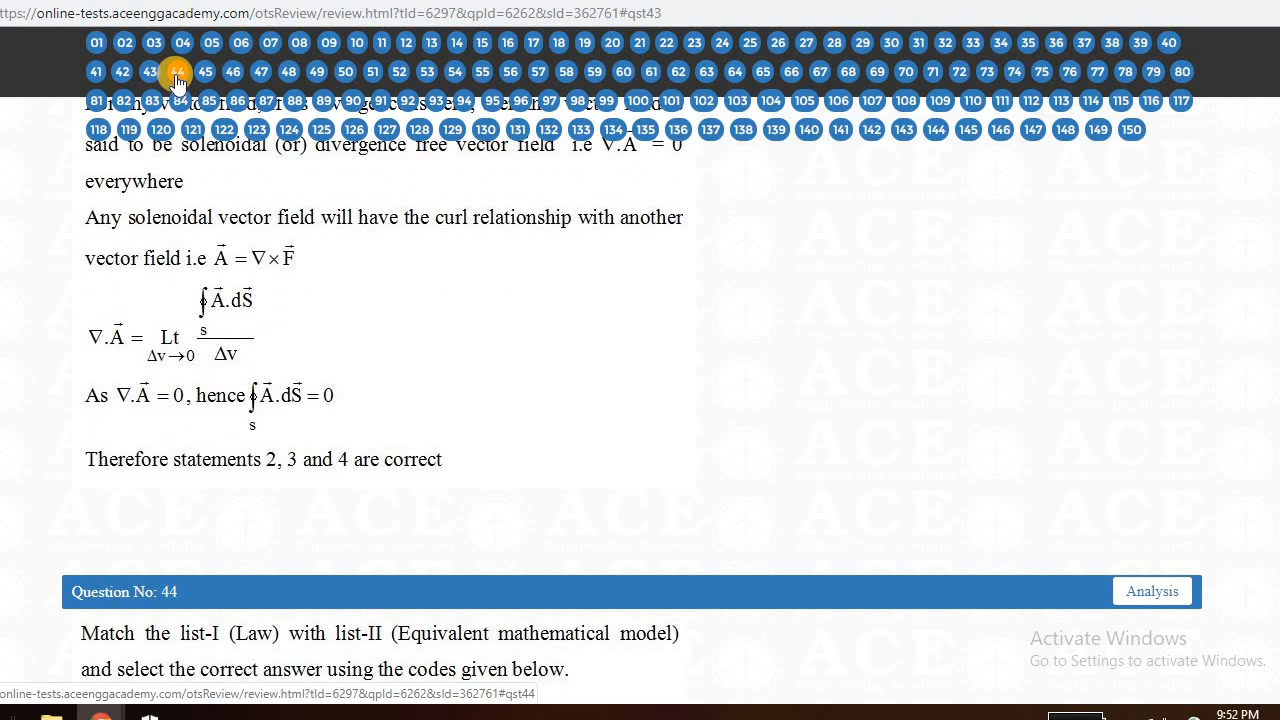 https://online-tests.aceenggacademy.com/otsReview/review.html?tId=6297&qpId=6262&sId=362761#qst43
01 02 03 04 05 06 07 08 09 10 11 12 13 14 15 16 17 18 19 20 21 22 23 24 25 26 27 28 29 30 31 32 33 34 35 36 37 38 39 40
41 42 43 44 45 46 47 48 49 50 51 52 53 54 55 56 57 58 59 60 61 62 63 64 65 66 67 68 69 70 71 72 73 74 75 76 77 78 79 80
81 82 83 84 85 86 87 88 89 90 91 92 93 94 95 96 97 98 99 100 101 102 103 104 105 106 107 108 109 110 111 112 113 114 115 116 117
118 119 120 121 122 123 124 125 126 127 128 129 130 131 132 133 134 135 136 137 138 139 140 141 142 143 144 145 146 147 148 149 150
said to be solenoidal (or) divergence free vector field i.e ∇.A⃗ = 0
everywhere
Any solenoidal vector field will have the curl relationship with another
vector field i.e A⃗ = ∇×F⃗
∇.A⃗ = Lt Δv→0 ∮s A⃗.dS⃗ / Δv
As ∇.A⃗ = 0, hence ∮s A⃗.dS⃗ = 0
Therefore statements 2, 3 and 4 are correct
Question No: 44
Analysis
Match the list-I (Law) with list-II (Equivalent mathematical model)
and select the correct answer using the codes given below.
Activate Windows
Go to Settings to activate Windows.
online-tests.aceenggacademy.com/otsReview/review.html?tId=6297&qpId=6262&sId=362761#qst44
9:52 PM
ACE